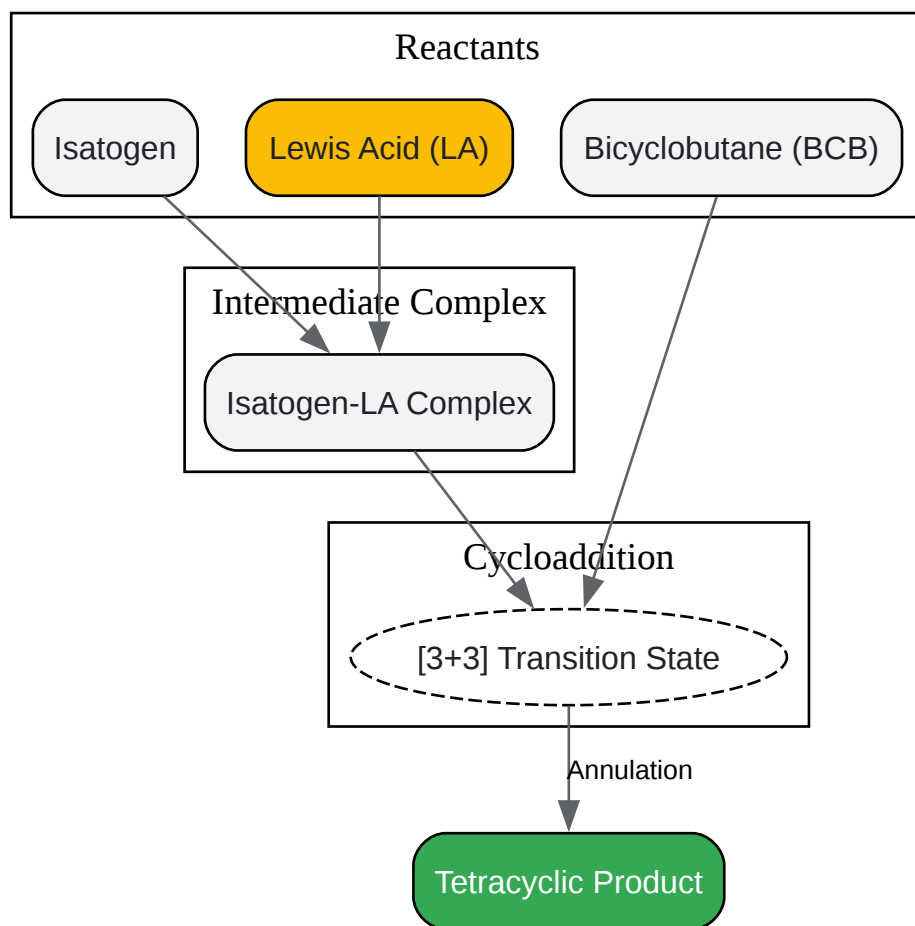 Reactants
Isatogen
Lewis Acid (LA)
Bicyclobutane (BCB)
Intermediate Complex
Isatogen-LA Complex
Cycloaddition
[3+3] Transition State
Annulation
Tetracyclic Product